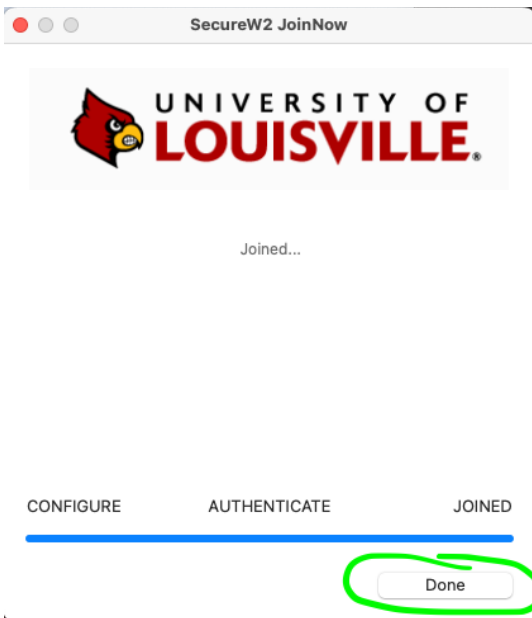 SecureW2 JoinNow
UNIVERSITY OF
LOUISVILLE®
Joined...
CONFIGURE AUTHENTICATE JOINED
Done